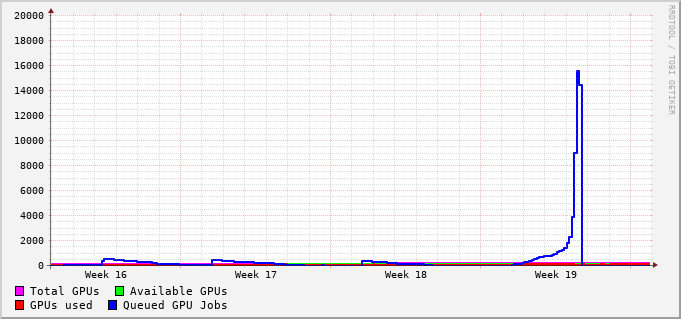 20000
18000
16000
14000
12000
10000
8000
6000
4000
2000
0
Week 16 Week 17 Week 18 Week 19
Total GPUs Available GPUs
GPUs used Queued GPU Jobs
RRDTOOL / TOBI OETIKER